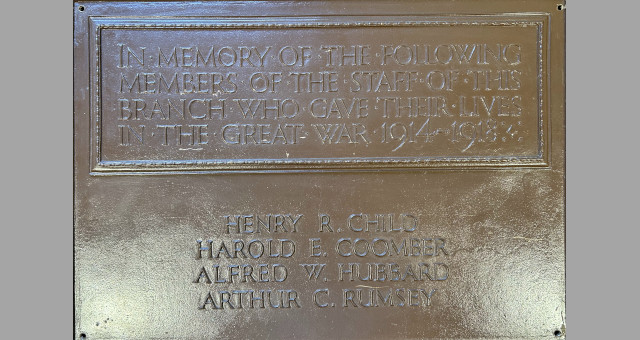 IN · MEMORY · OF · THE · FOLLOWING
MEMBERS · OF · THE · STAFF · OF · THIS
BRANCH · WHO · GAVE · THEIR · LIVES
IN · THE · GREAT · WAR · 1914-1918 ·
HENRY R. CHILD
HAROLD E. COOMBER
ALFRED W. HUBBARD
ARTHUR C. RUMSEY